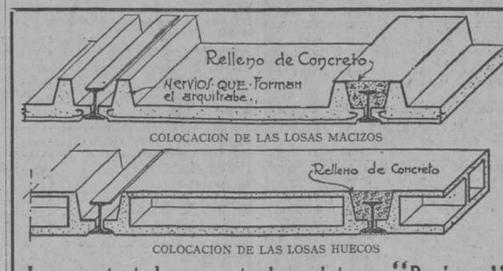 Relleno de Concreto
NERVIOS·QUE·FORMAN
el arquitrabe.
COLOCACION DE LAS LOSAS MACIZOS
Relleno de Concreto
COLOCACION DE LAS LOSAS HUECOS